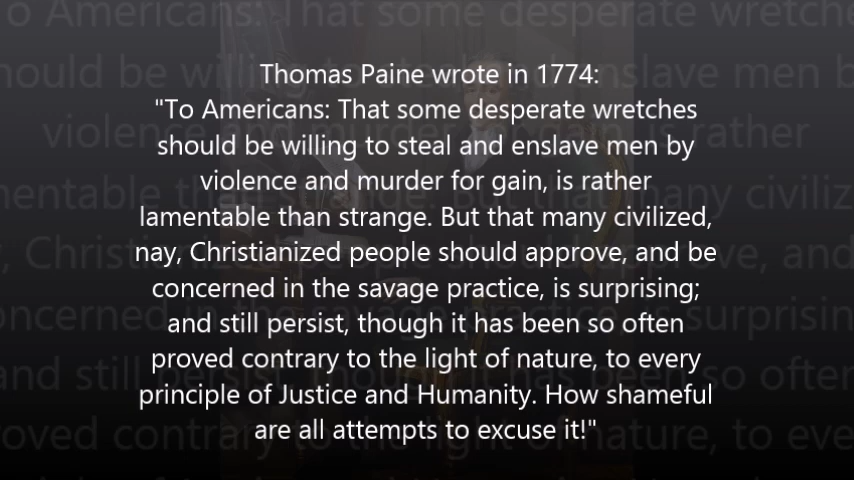 Thomas Paine wrote in 1774:
"To Americans: That some desperate wretches
should be willing to steal and enslave men by
violence and murder for gain, is rather
lamentable than strange. But that many civilized,
nay, Christianized people should approve, and be
concerned in the savage practice, is surprising;
and still persist, though it has been so often
proved contrary to the light of nature, to every
principle of Justice and Humanity. How shameful
are all attempts to excuse it!"